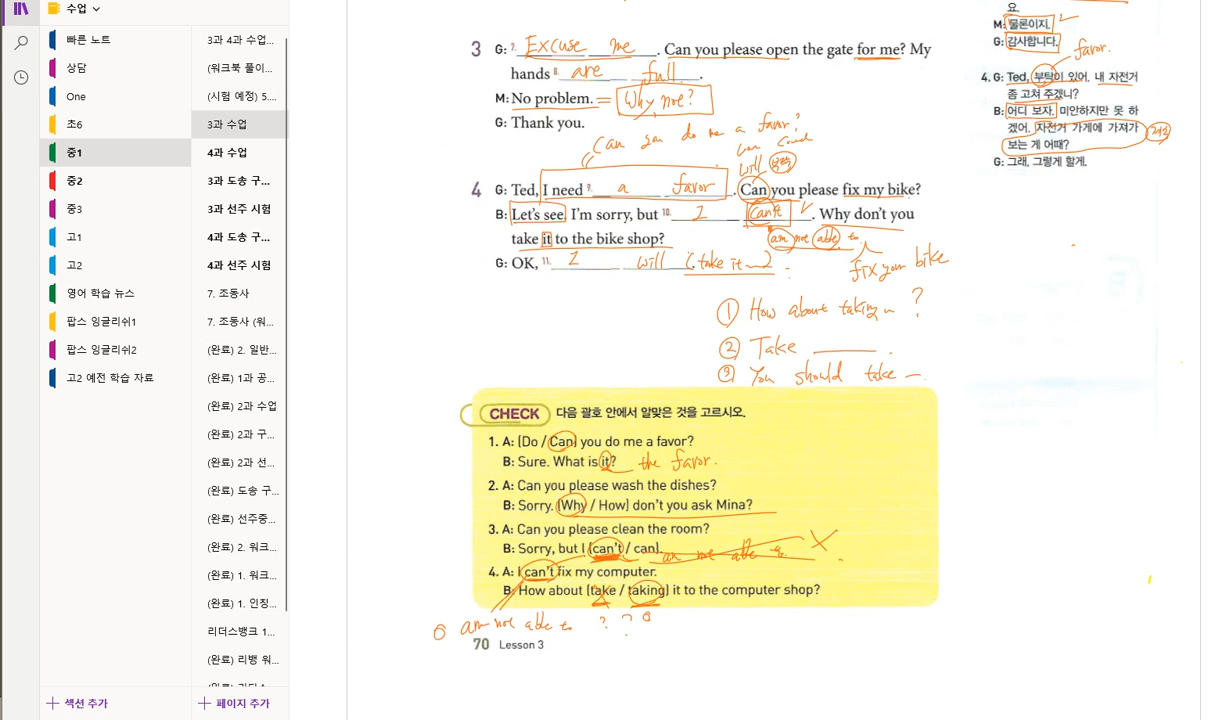 수업
빠른 노트
상담
One
초6
중1
중2
중3
고1
고2
영어 학습 뉴스
팝스 잉글리쉬1
팝스 잉글리쉬2
고2 예전 학습 자료
섹션 추가
3과 4과 수업...
(워크북 풀이...
(시험 예정) 5....
3과 수업
4과 수업
3과 도송 구...
3과 선주 시험
4과 도송 구...
4과 선주 시험
7. 조동사
7. 조동사 (워...
(완료) 2. 일반...
(완료) 1과 공...
(완료) 2과 수업
(완료) 2과 구...
(완료) 2과 선...
(완료) 도송 구...
(완료) 선주중...
(완료) 2. 워크...
(완료) 1. 워크...
(완료) 1. 인칭...
리더스뱅크 1...
(완료) 리뱅 워...
페이지 추가
3 G: 7. Excuse me. Can you please open the gate for me? My
hands 8. are full.
M: No problem. = Why not?
G: Thank you.
Can you do me a favor?
Could
will 부탁
4 G: Ted, I need 9. a favor. Can you please fix my bike?
B: Let's see. I'm sorry, but 10. I can't. Why don't you
take it to the bike shop?
am not able to
fix your bike
G: OK, 11. I will (take it ~).
① How about taking ~ ?
② Take ______.
③ You should take ~.
CHECK 다음 괄호 안에서 알맞은 것을 고르시오.
1. A: (Do / Can) you do me a favor?
B: Sure. What is it? the favor.
2. A: Can you please wash the dishes?
B: Sorry. (Why / How) don't you ask Mina?
3. A: Can you please clean the room?
B: Sorry, but I (can't / can). am not able to X
4. A: I can't fix my computer.
B: How about (take / taking) it to the computer shop?
O am not able to ? ? O
70 Lesson 3
요.
M: 물론이지.
G: 감사합니다.
favor.
4. G: Ted, 부탁이 있어. 내 자전거
좀 고쳐 주겠니?
B: 어디 보자. 미안하지만 못 하
겠어. 자전거 가게에 가져가
보는 게 어때?
G: 그래, 그렇게 할게.